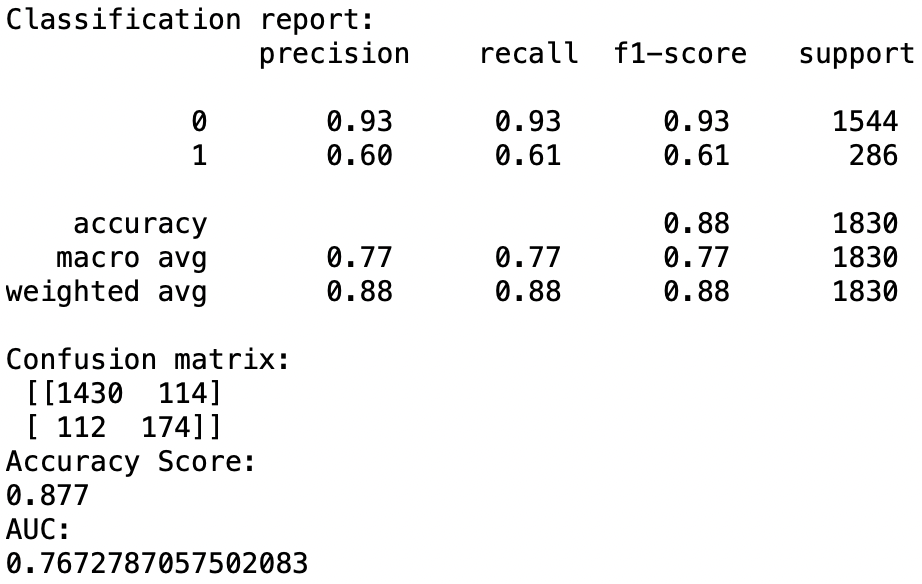 Classification report:
              precision    recall  f1-score   support

           0       0.93      0.93      0.93      1544
           1       0.60      0.61      0.61       286

    accuracy                           0.88      1830
   macro avg       0.77      0.77      0.77      1830
weighted avg       0.88      0.88      0.88      1830

Confusion matrix:
 [[1430  114]
 [ 112  174]]
Accuracy Score:
0.877
AUC:
0.7672787057502083